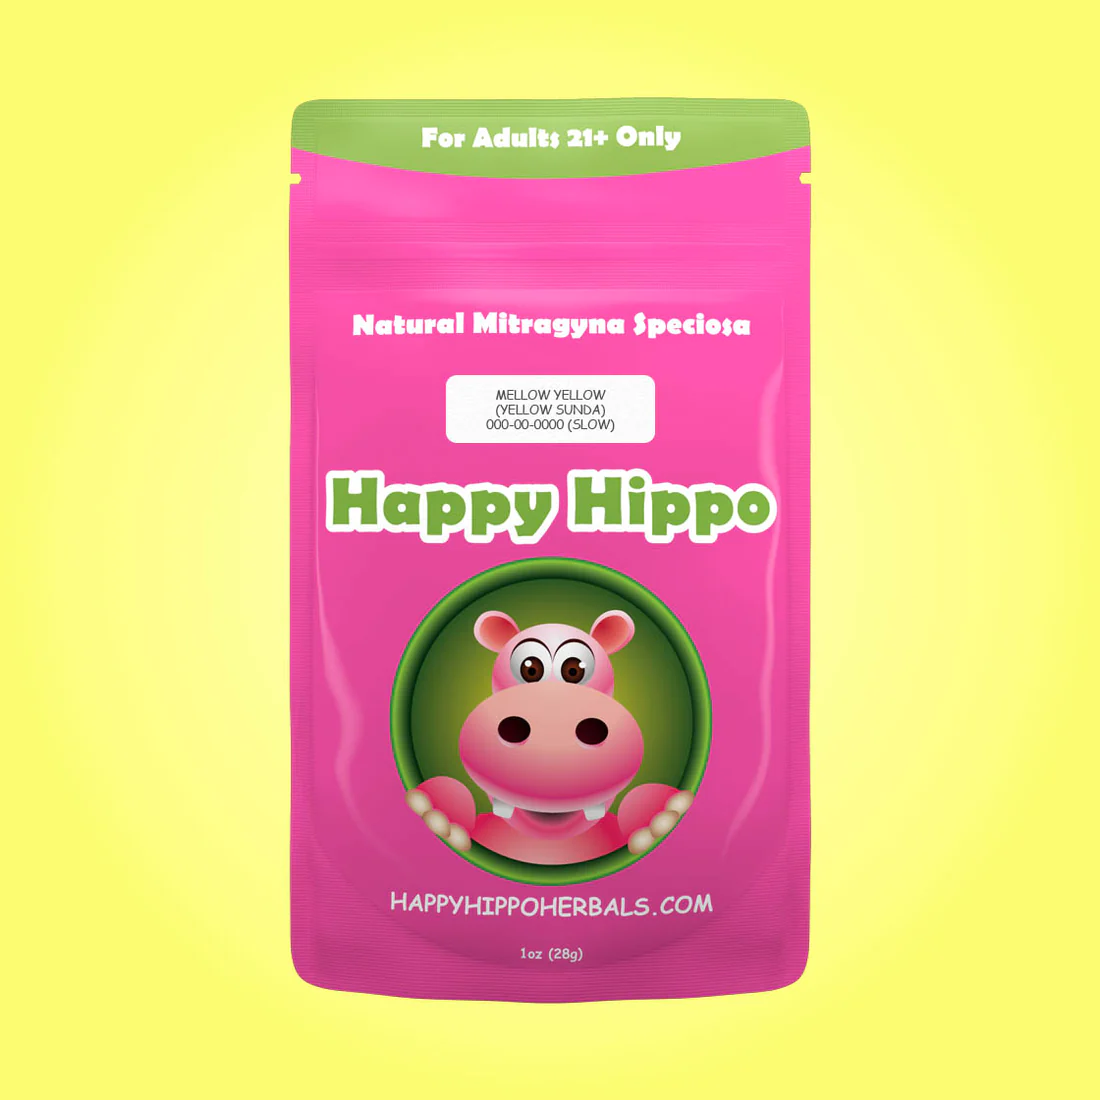 For Adults 21+ Only
Natural Mitragyna Speciosa
MELLOW YELLOW
(YELLOW SUNDA)
000-00-0000 (SLOW)
Happy Hippo
HAPPYHIPPOHERBALS.COM
1oz (28g)